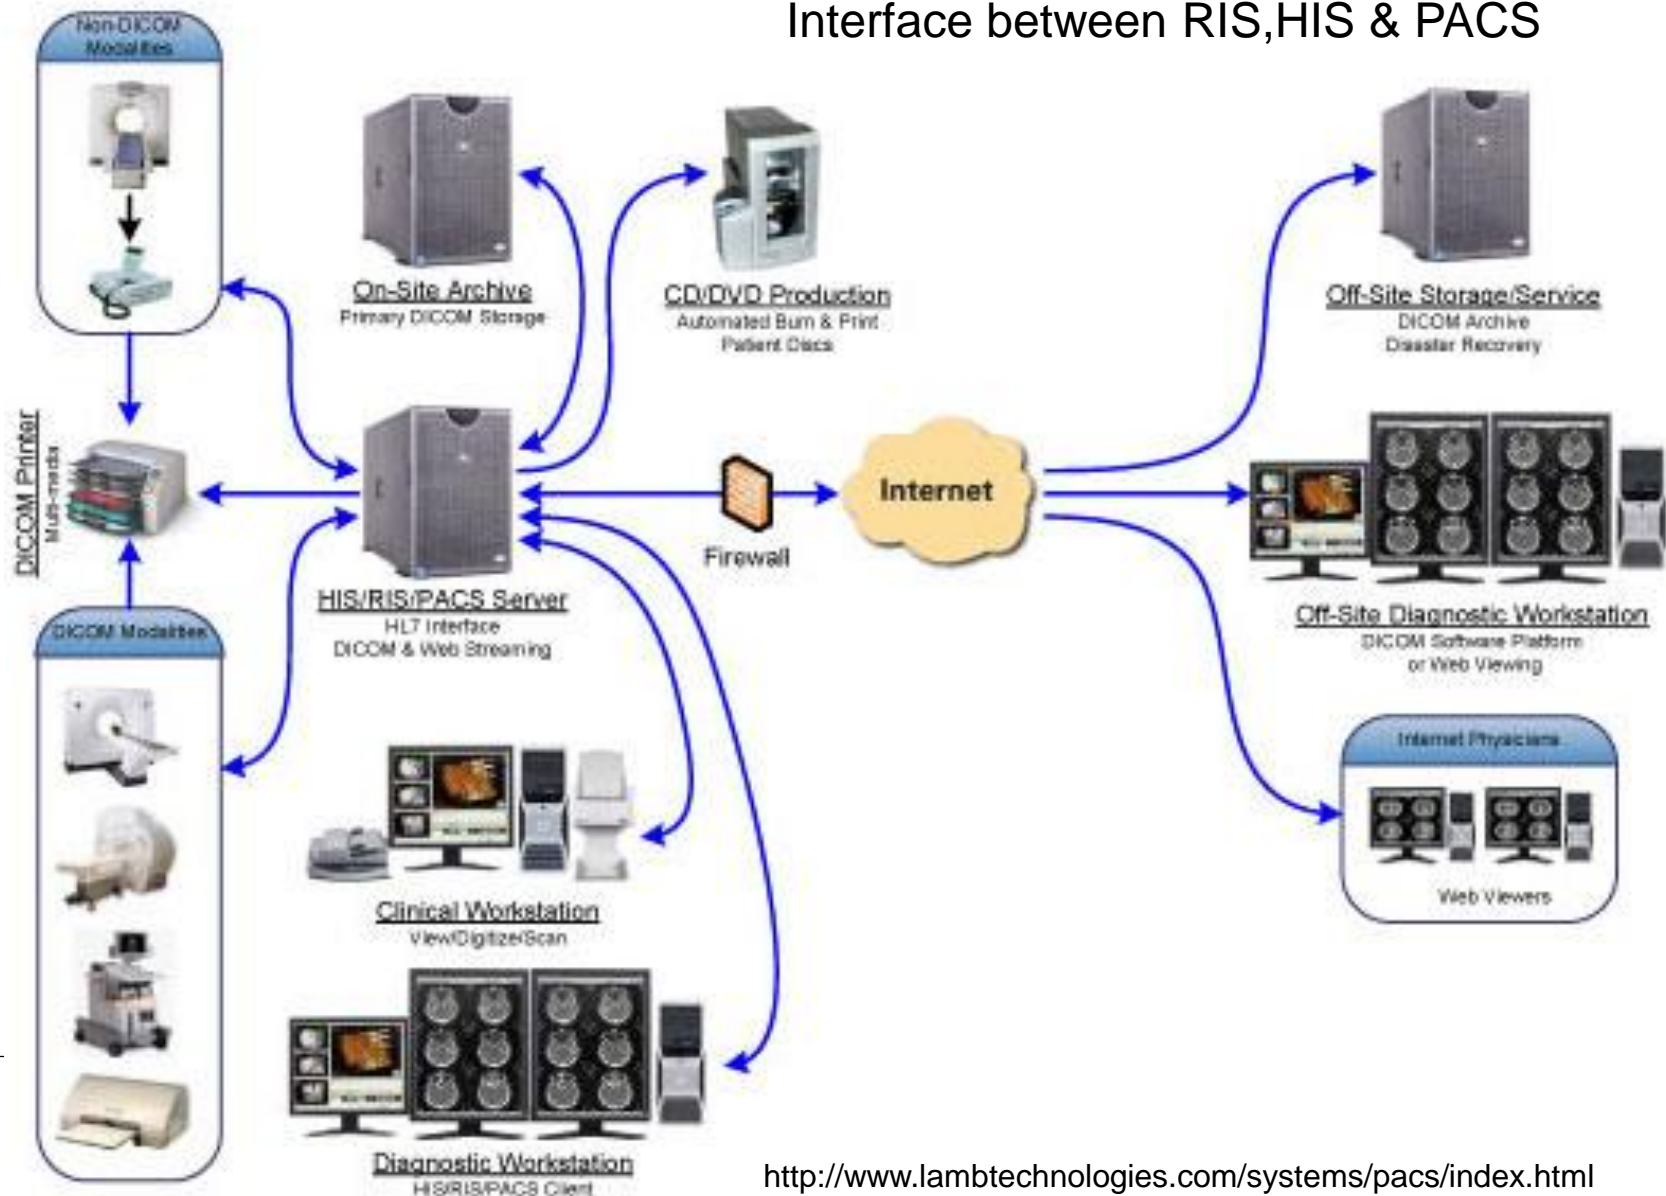 Interface between RIS,HIS & PACS
Non-DICOM
Modalities
On-Site Archive
Primary DICOM Storage
CD/DVD Production
Automated Burn & Print
Patient Discs
Off-Site Storage/Service
DICOM Archive
Disaster Recovery
DICOM Printer
Multi-media
HIS/RIS/PACS Server
HL7 Interface
DICOM & Web Streaming
Firewall
Internet
Off-Site Diagnostic Workstation
DICOM Software Platform
or Web Viewing
DICOM Modalities
Internet Physicians
Web Viewers
Clinical Workstation
View/Digitize/Scan
Diagnostic Workstation
HIS/RIS/PACS Client
http://www.lambtechnologies.com/systems/pacs/index.html